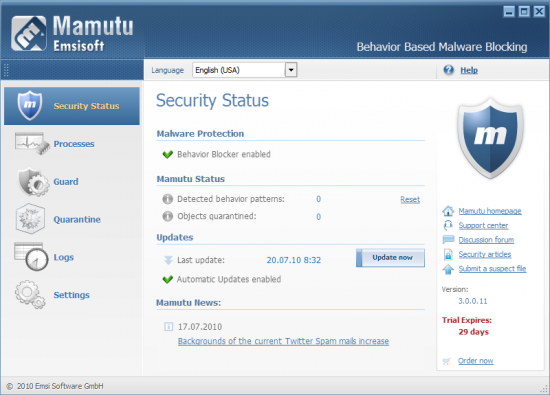 Mamutu
Emsisoft
Behavior Based Malware Blocking
Language English (USA)
Help
Security Status
Processes
Guard
Quarantine
Logs
Settings
Security Status
Malware Protection
Behavior Blocker enabled
Mamutu Status
Detected behavior patterns: 0 Reset
Objects quarantined: 0
Updates
Last update: 20.07.10 8:32 Update now
Automatic Updates enabled
Mamutu News:
17.07.2010
Backgrounds of the current Twitter Spam mails increase
m
Mamutu homepage
Support center
Discussion forum
Security articles
Submit a suspect file
Version:
3.0.0.11
Trial Expires:
29 days
Order now
© 2010 Emsi Software GmbH